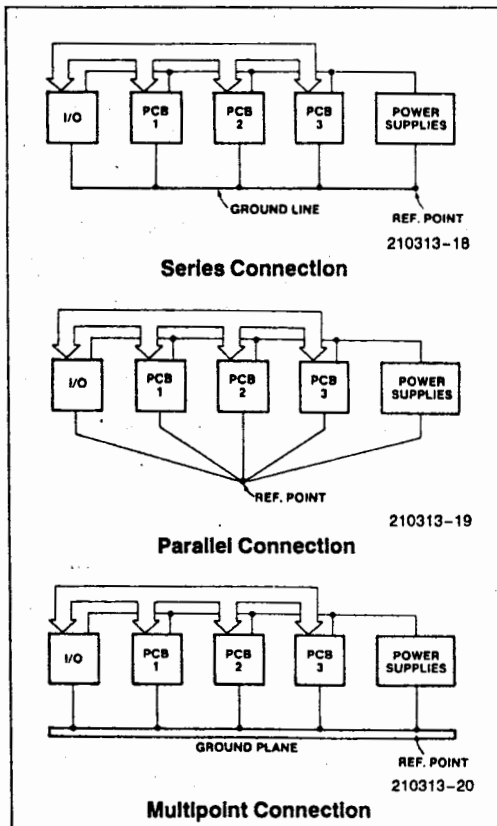 I/O
PCB 1
PCB 2
PCB 3
POWER SUPPLIES
GROUND LINE
REF. POINT
210313-18
Series Connection
I/O
PCB 1
PCB 2
PCB 3
POWER SUPPLIES
REF. POINT
210313-19
Parallel Connection
I/O
PCB 1
PCB 2
PCB 3
POWER SUPPLIES
GROUND PLANE
REF. POINT
210313-20
Multipoint Connection